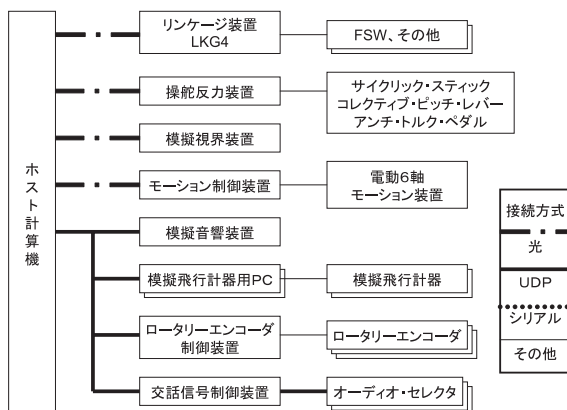 ホスト計算機
リンケージ装置
LKG4
FSW、その他
操舵反力装置
サイクリック・スティック
コレクティブ・ピッチ・レバー
アンチ・トルク・ペダル
模擬視界装置
モーション制御装置
電動6軸
モーション装置
模擬音響装置
模擬飛行計器用PC
模擬飛行計器
ロータリーエンコーダ
制御装置
ロータリーエンコーダ
交話信号制御装置
オーディオ・セレクタ
接続方式
光
UDP
シリアル
その他